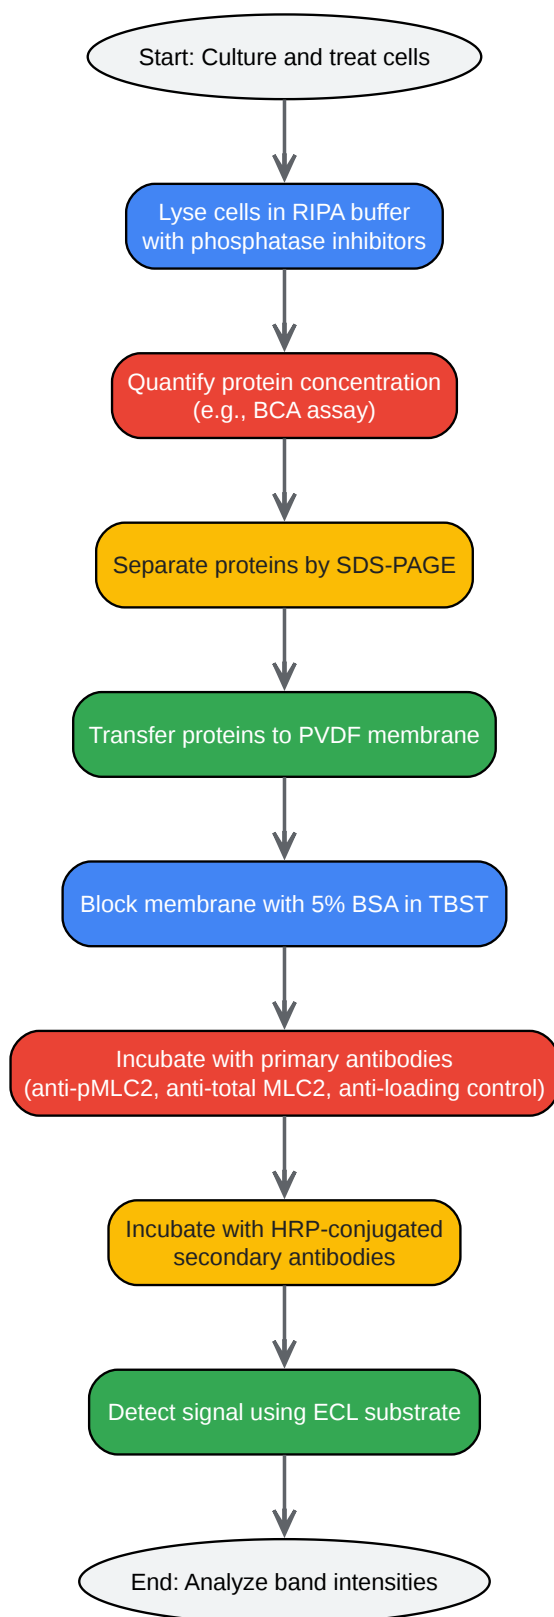 Start: Culture and treat cells
Lyse cells in RIPA buffer
with phosphatase inhibitors
Quantify protein concentration
(e.g., BCA assay)
Separate proteins by SDS-PAGE
Transfer proteins to PVDF membrane
Block membrane with 5% BSA in TBST
Incubate with primary antibodies
(anti-pMLC2, anti-total MLC2, anti-loading control)
Incubate with HRP-conjugated
secondary antibodies
Detect signal using ECL substrate
End: Analyze band intensities